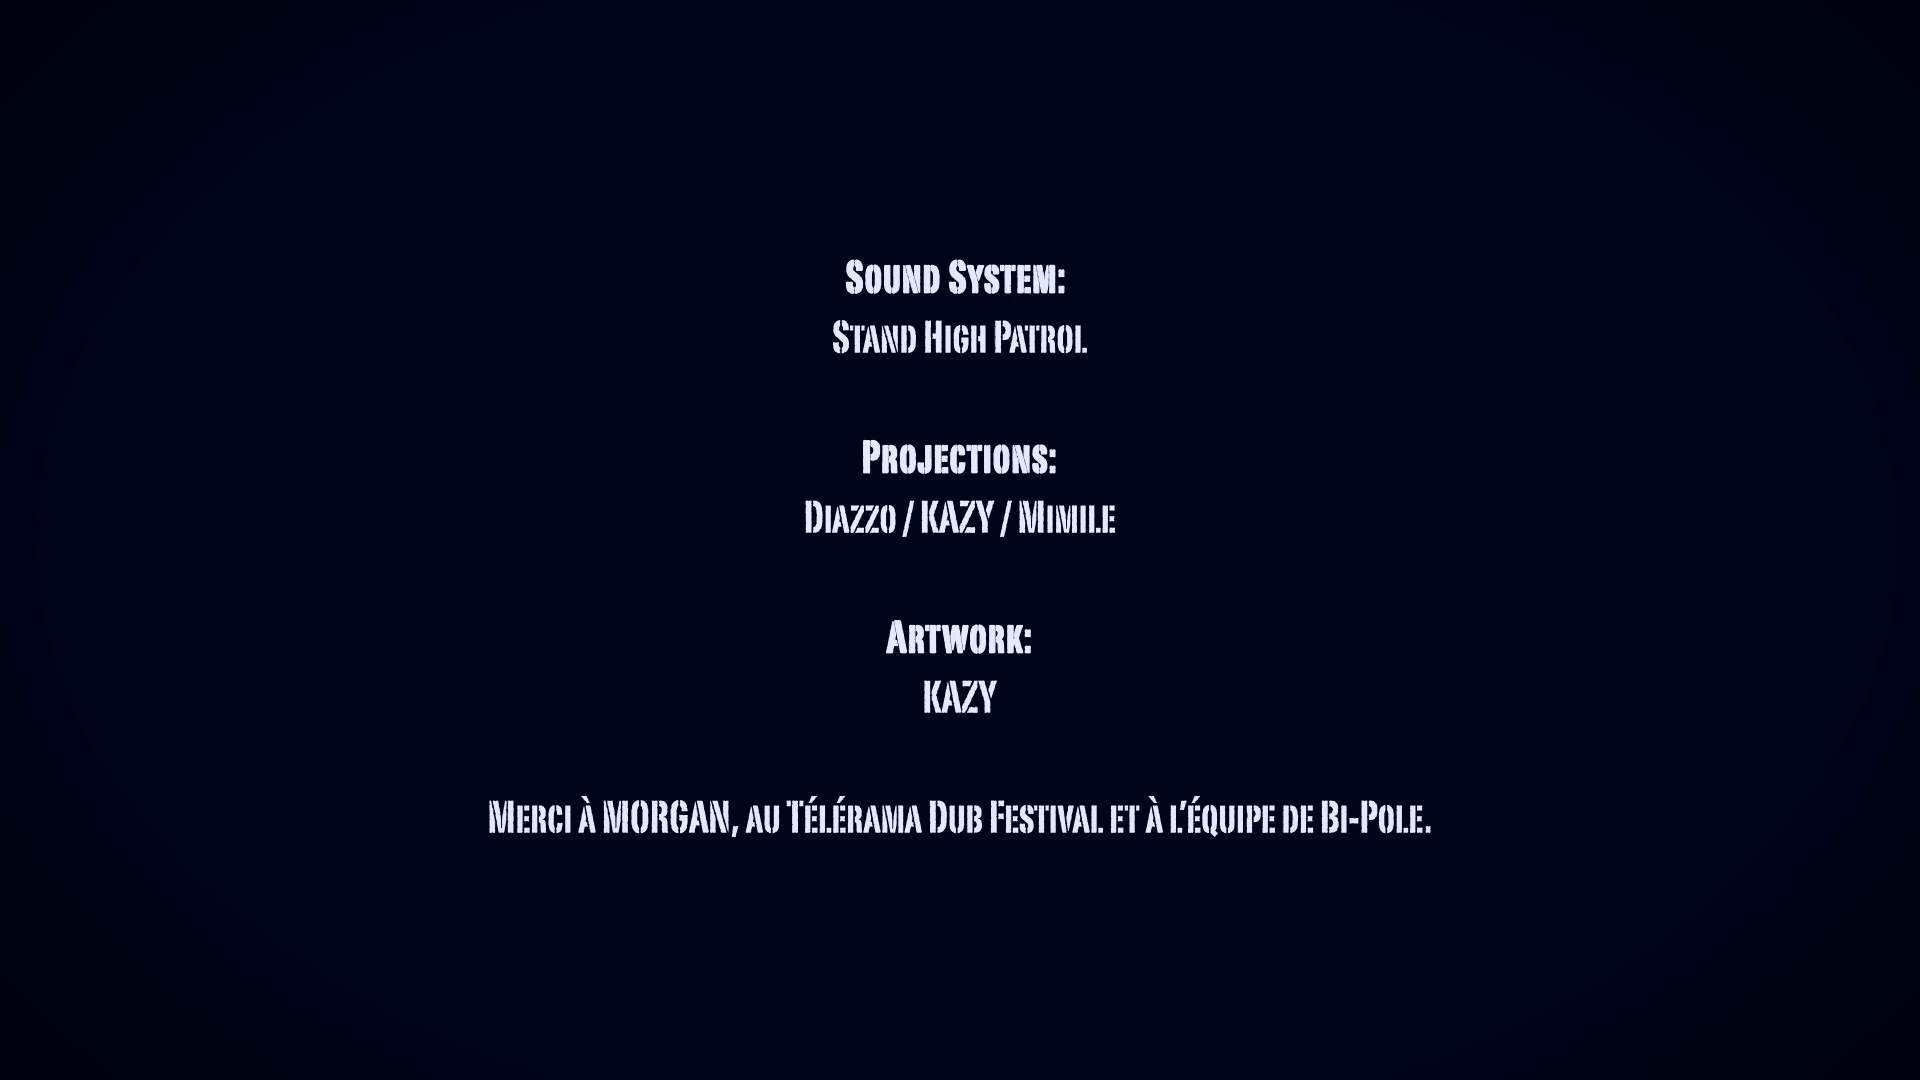 Sound System:
Stand High Patrol
Projections:
Diazzo / KAZY / Mimile
Artwork:
KAZY
Merci à MORGAN, au Télérama Dub Festival et à l'équipe de Bi-Pole.